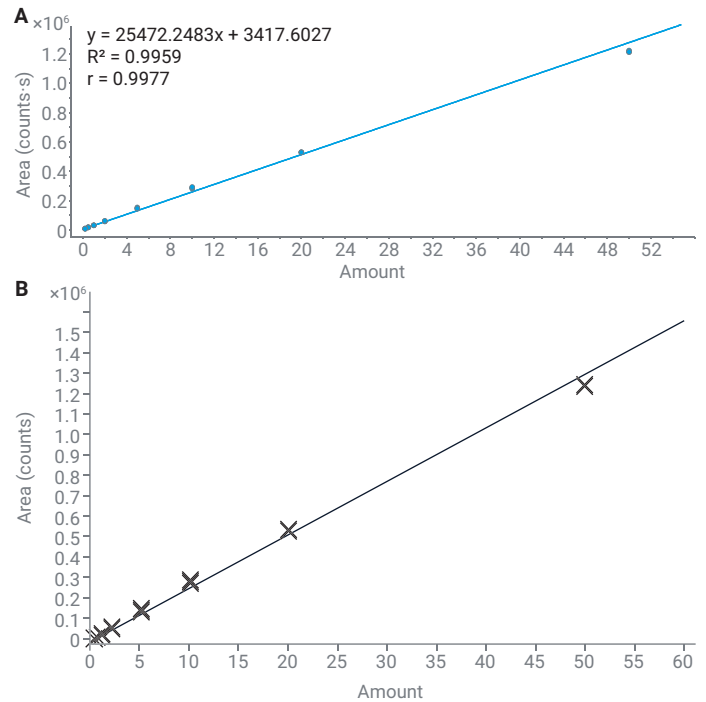 A
×10⁶
y = 25472.2483x + 3417.6027
R² = 0.9959
r = 0.9977
Area (counts·s)
1.2
1.0
0.8
0.6
0.4
0.2
0
0 4 8 12 16 20 24 28 32 36 40 44 48 52
Amount
B
×10⁶
Area (counts)
1.5
1.4
1.3
1.2
1.1
1.0
0.9
0.8
0.7
0.6
0.5
0.4
0.3
0.2
0.1
0
0 5 10 15 20 25 30 35 40 45 50 55 60
Amount